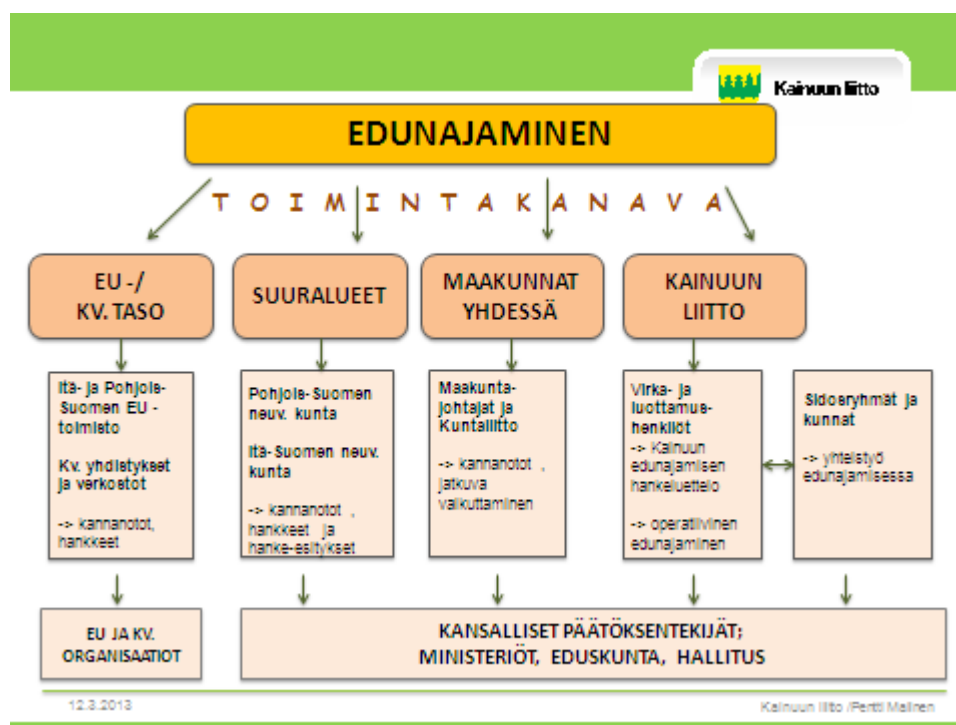 Kainuun liitto
EDUNAJAMINEN
TOIMINTAKANAVA
EU -/
KV. TASO
SUURALUEET
MAAKUNNAT
YHDESSÄ
KAINUUN
LIITTO
Itä- ja Pohjois-
Suomen EU -
toimisto
Kv. yhdistykset
ja verkostot
-> kannanotot,
hankkeet
Pohjois-Suomen
neuv. kunta
Itä-Suomen neuv.
kunta
-> kannanotot ,
hankkeet ja
hanke-esitykset
Maakunta-
johtajat ja
Kuntaliitto
-> kannanotot ,
jatkuva
vaikuttaminen
Virka- ja
luottamus-
henkilöt
-> Kainuun
edunajamisen
hankeluettelo
-> operatiivinen
edunajaminen
Sidosryhmät ja
kunnat
-> yhteistyö
edunajamisessa
EU JA KV.
ORGANISAATIOT
KANSALLISET PÄÄTÖKSENTEKIJÄT;
MINISTERIÖT, EDUSKUNTA, HALLITUS
12.3.2013
Kainuun liitto /Pentti Malinen